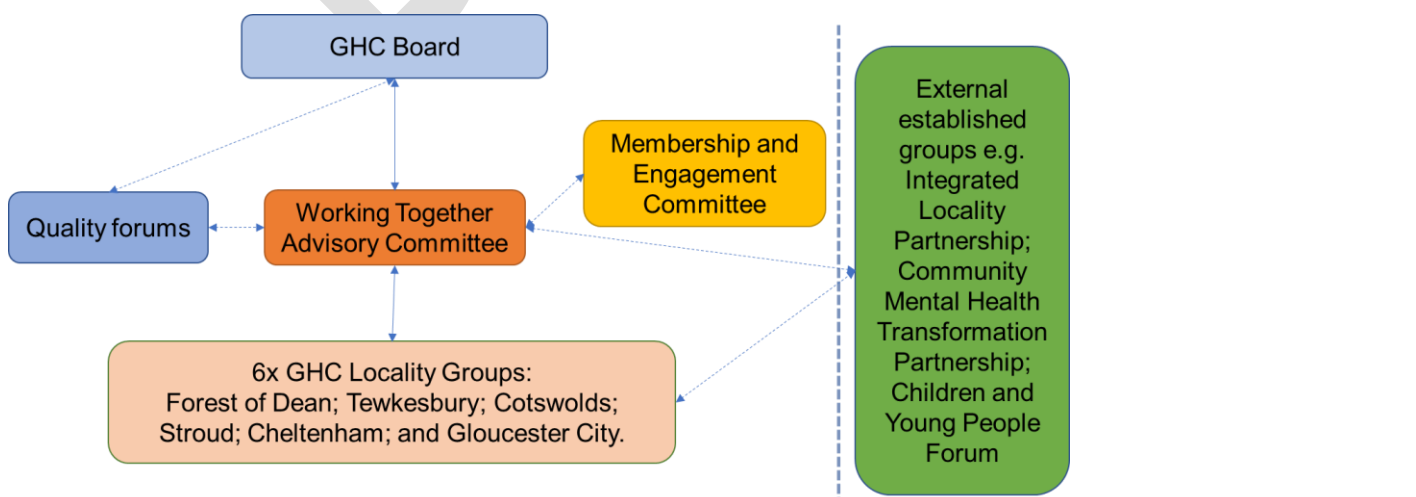 GHC Board
Membership and
Engagement
Committee
Quality forums
Working Together
Advisory Committee
6x GHC Locality Groups:
Forest of Dean; Tewkesbury; Cotswolds;
Stroud; Cheltenham; and Gloucester City.
External
established
groups e.g.
Integrated
Locality
Partnership;
Community
Mental Health
Transformation
Partnership;
Children and
Young People
Forum